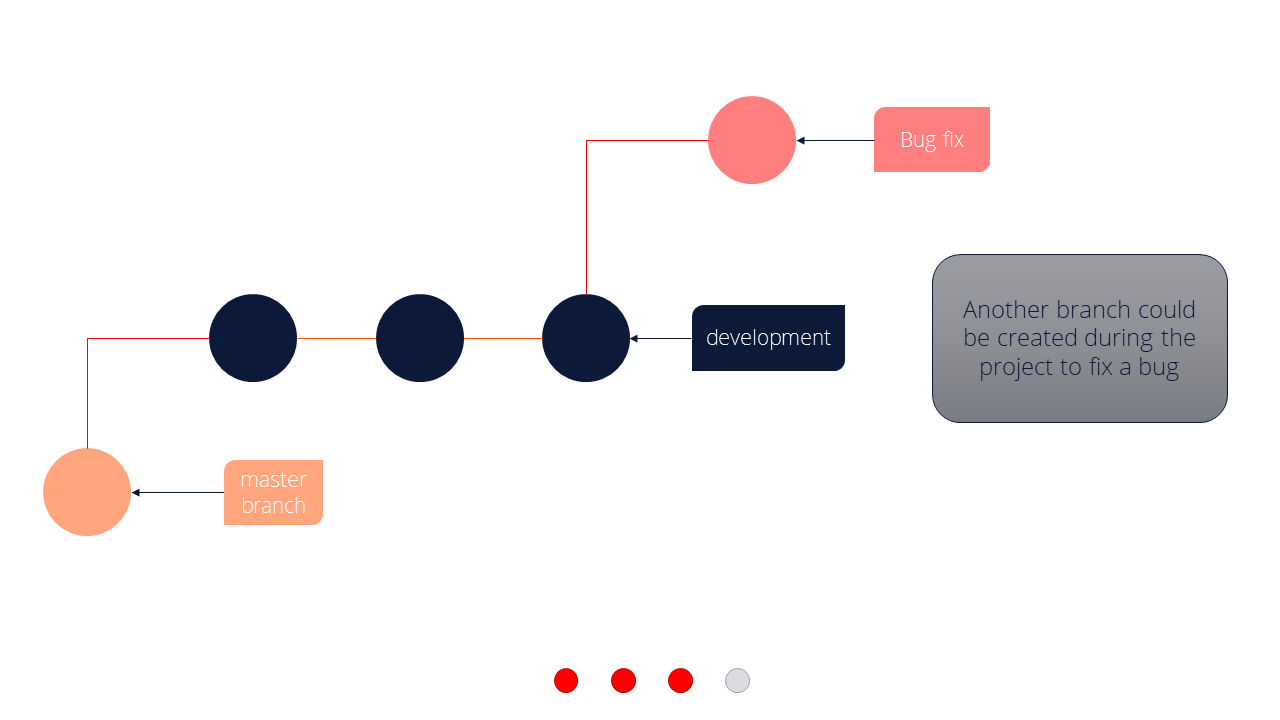 Bug fix
Another branch could
be created during the
project to fix a bug
development
master
branch